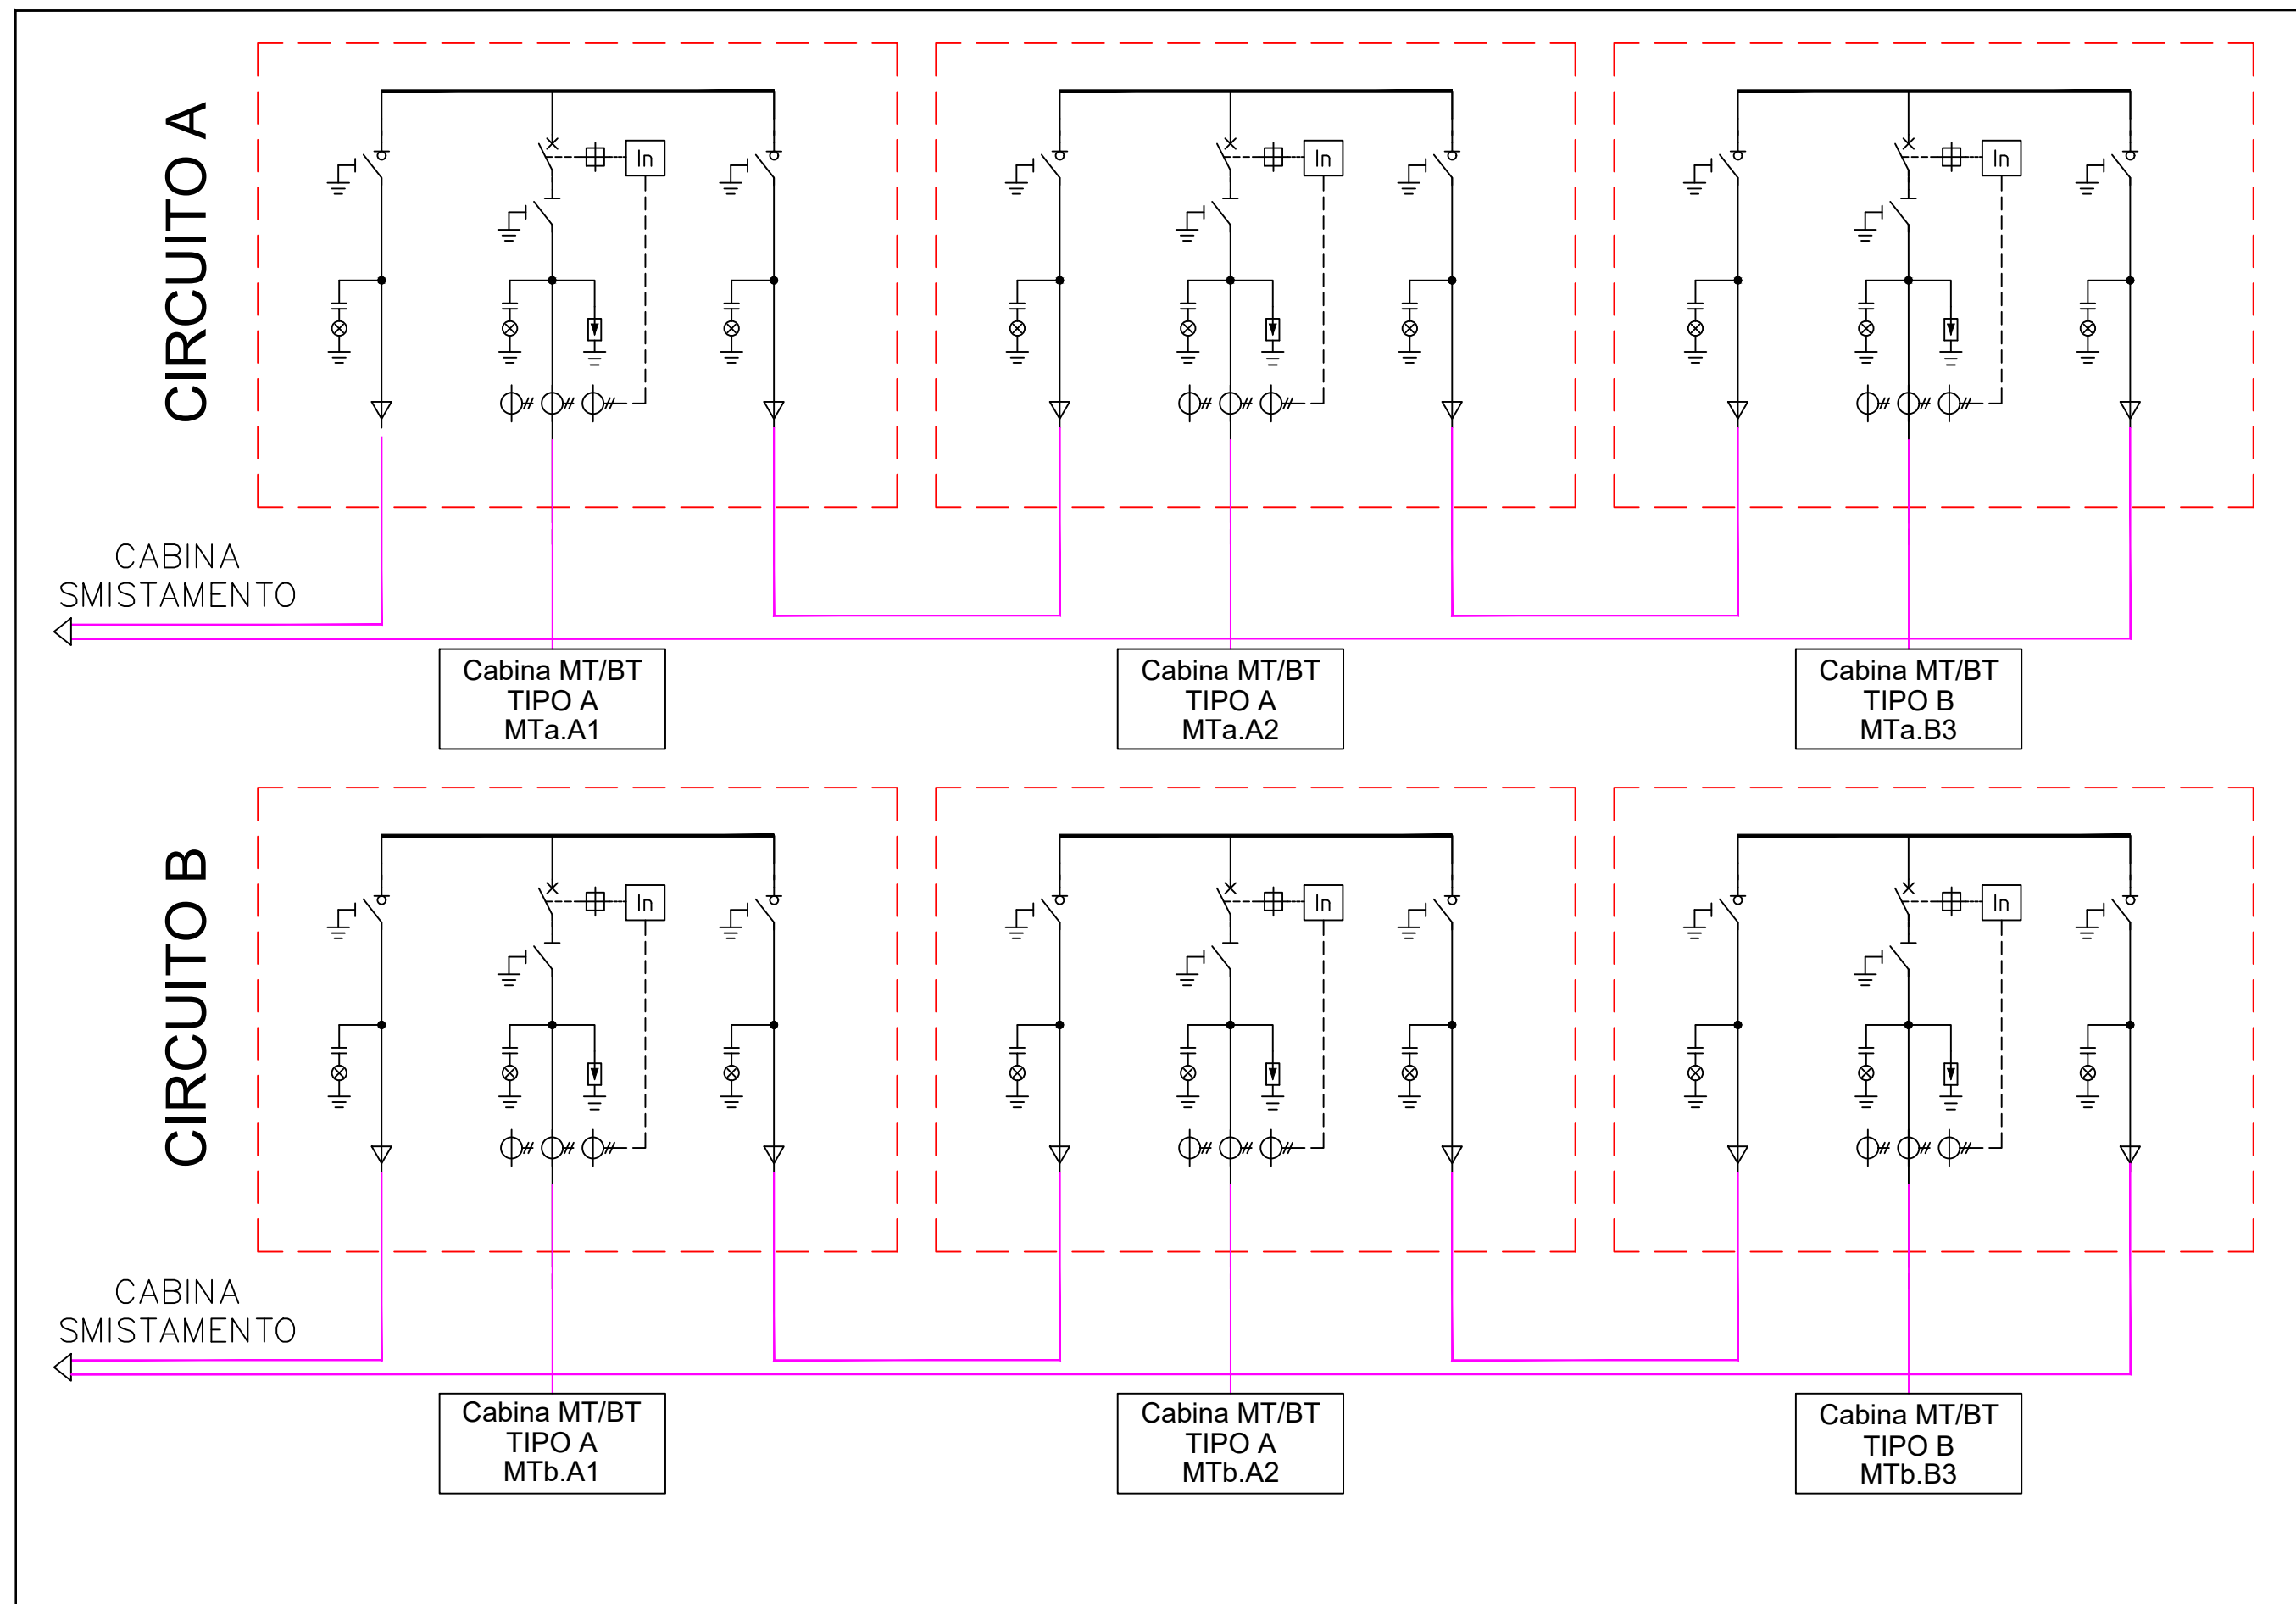 CIRCUITO A
In
In
In
CABINA
SMISTAMENTO
Cabina MT/BT
TIPO A
MTa.A1
Cabina MT/BT
TIPO A
MTa.A2
Cabina MT/BT
TIPO B
MTa.B3
CIRCUITO B
In
In
In
CABINA
SMISTAMENTO
Cabina MT/BT
TIPO A
MTb.A1
Cabina MT/BT
TIPO A
MTb.A2
Cabina MT/BT
TIPO B
MTb.B3